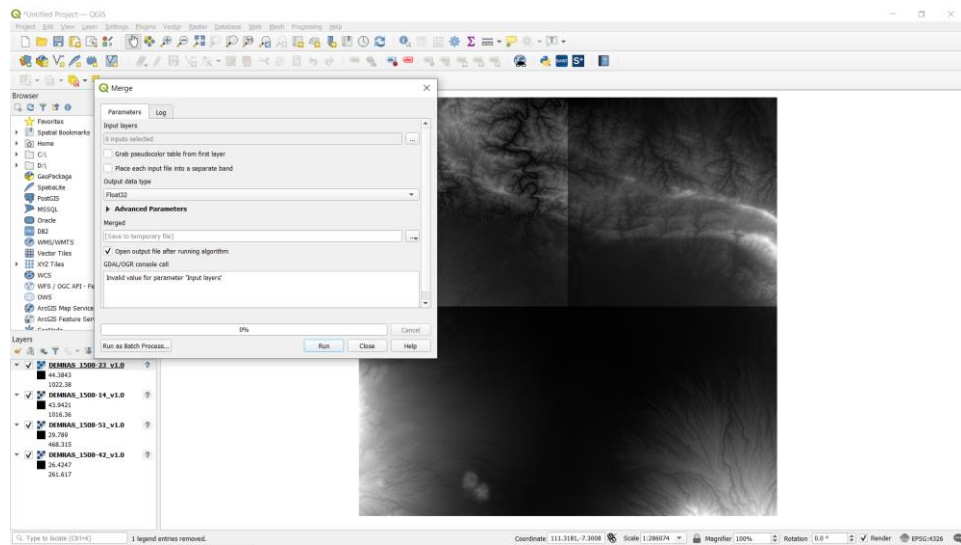 *Untitled Project — QGIS
Project Edit View Layer Settings Plugins Vector Raster Database Web Mesh Processing Help
Browser
Favorites
Spatial Bookmarks
Home
C:\
D:\
GeoPackage
SpatiaLite
PostGIS
MSSQL
Oracle
DB2
WMS/WMTS
Vector Tiles
XYZ Tiles
WCS
WFS / OGC API - Fe
OWS
ArcGIS Map Service
ArcGIS Feature Ser
Merge
Parameters Log
Input layers
0 inputs selected
Grab pseudocolor table from first layer
Place each input file into a separate band
Output data type
Float32
Advanced Parameters
Merged
[Save to temporary file]
Open output file after running algorithm
GDAL/OGR console call
Invalid value for parameter 'Input layers'
0% Cancel
Run as Batch Process... Run Close Help
Layers
DEMNAS_1508-23_v1.0
44.3843
1022.38
DEMNAS_1508-14_v1.0
43.9421
1016.36
DEMNAS_1508-51_v1.0
29.789
468.315
DEMNAS_1508-42_v1.0
26.4247
261.617
Type to locate (Ctrl+K) 1 legend entries removed. Coordinate 111.3181,-7.3008 Scale 1:286074 Magnifier 100% Rotation 0.0 ° Render EPSG:4326